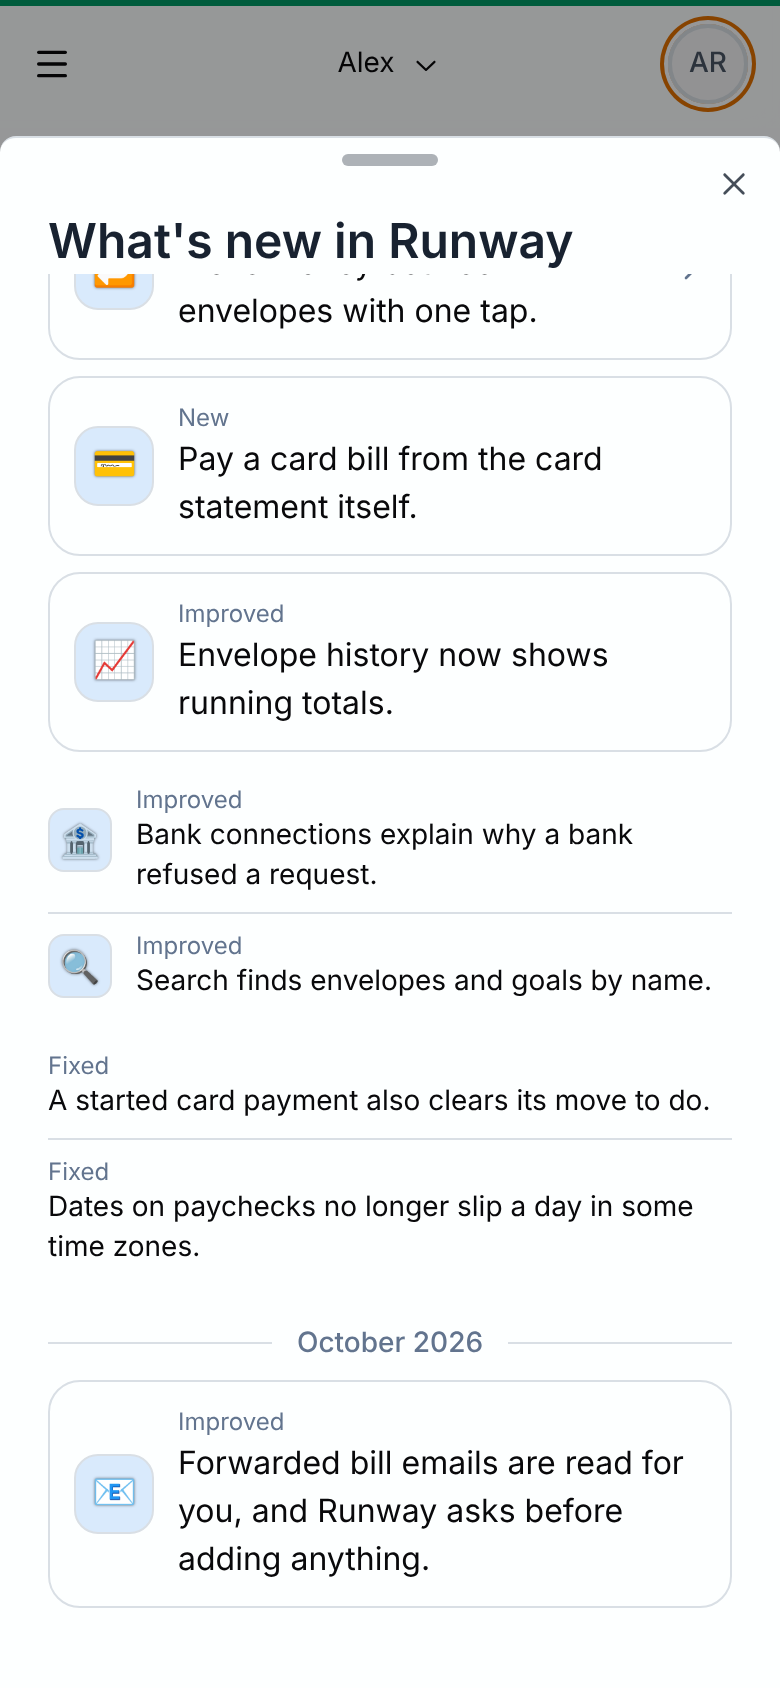 Alex
AR
What's new in Runway
envelopes with one tap.
New
Pay a card bill from the card
statement itself.
Improved
Envelope history now shows
running totals.
Improved
Bank connections explain why a bank
refused a request.
Improved
Search finds envelopes and goals by name.
Fixed
A started card payment also clears its move to do.
Fixed
Dates on paychecks no longer slip a day in some
time zones.
October 2026
Improved
Forwarded bill emails are read for
you, and Runway asks before
adding anything.